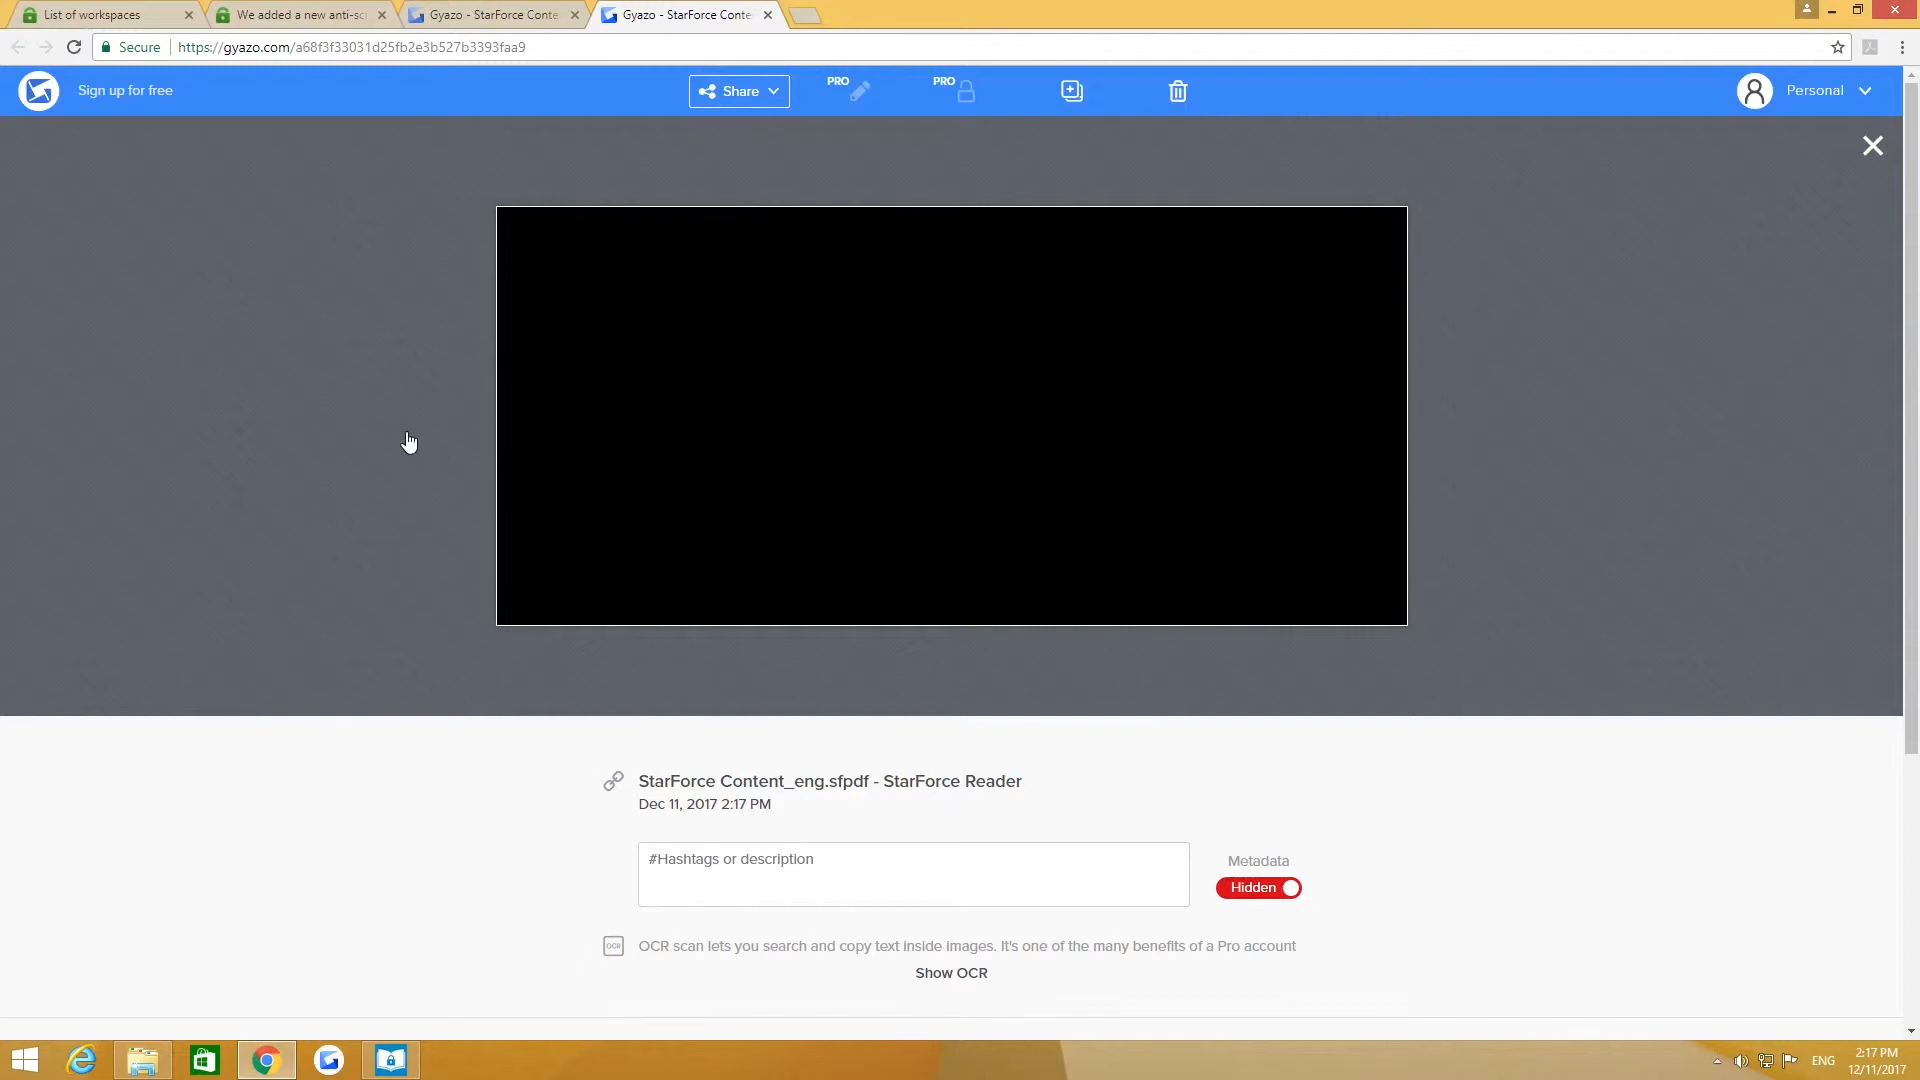 List of workspaces
We added a new anti-scr
Gyazo - StarForce Conte
Gyazo - StarForce Conte
Secure
https://gyazo.com/a68f3f33031d25fb2e3b527b3393faa9
Sign up for free
Share
PRO
PRO
Personal
StarForce Content_eng.sfpdf - StarForce Reader
Dec 11, 2017 2:17 PM
#Hashtags or description
Metadata
Hidden
OCR
OCR scan lets you search and copy text inside images. It's one of the many benefits of a Pro account
Show OCR
ENG
2:17 PM
12/11/2017